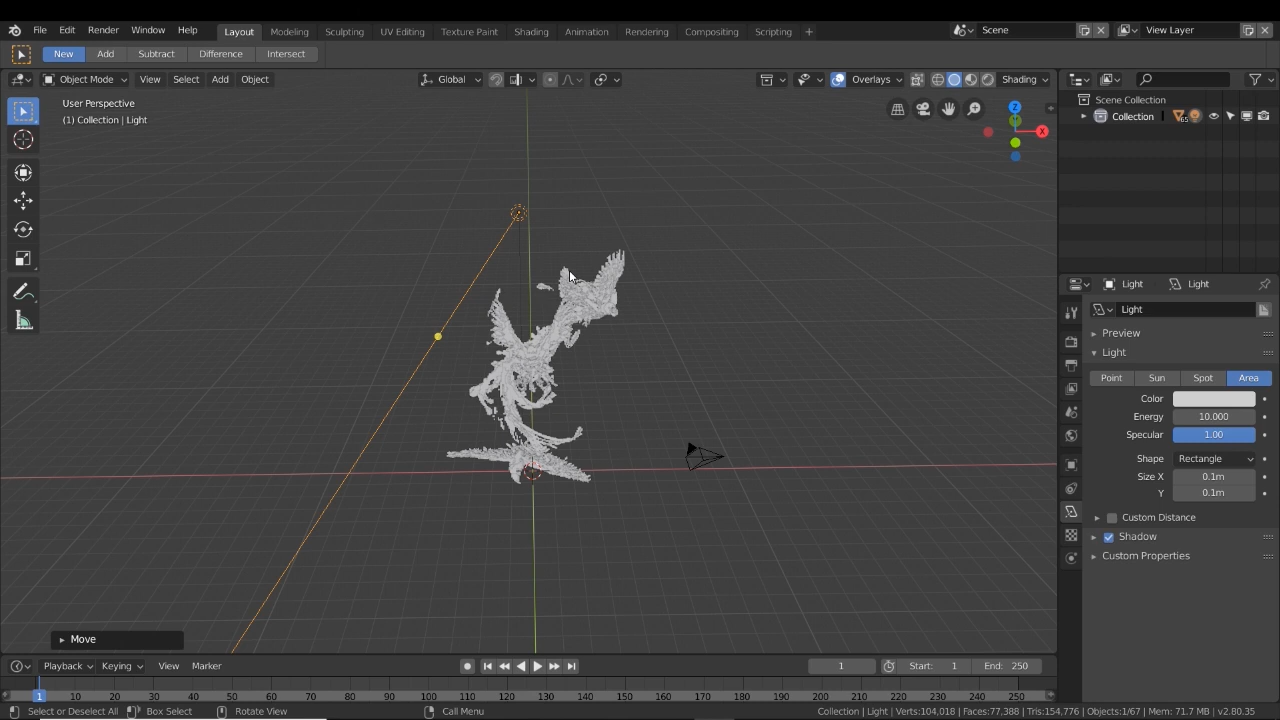 File Edit Render Window Help Layout Modeling Sculpting UV Editing Texture Paint Shading Animation Rendering Compositing Scripting + Scene View Layer
New Add Subtract Difference Intersect
Object Mode View Select Add Object Global Overlays Shading
User Perspective
(1) Collection | Light
Z
X
Scene Collection
Collection
65
Light Light
Light
Preview
Light
Point Sun Spot Area
Color
Energy 10.000
Specular 1.00
Shape Rectangle
Size X 0.1m
Y 0.1m
Custom Distance
Shadow
Custom Properties
Move
Playback Keying View Marker 1 Start: 1 End: 250
1 10 20 30 40 50 60 70 80 90 100 110 120 130 140 150 160 170 180 190 200 210 220 230 240 250
Select or Deselect All Box Select Rotate View Call Menu Collection | Light | Verts:104,018 | Faces:77,388 | Tris:154,776 | Objects:1/67 | Mem: 71.7 MB | v2.80.35